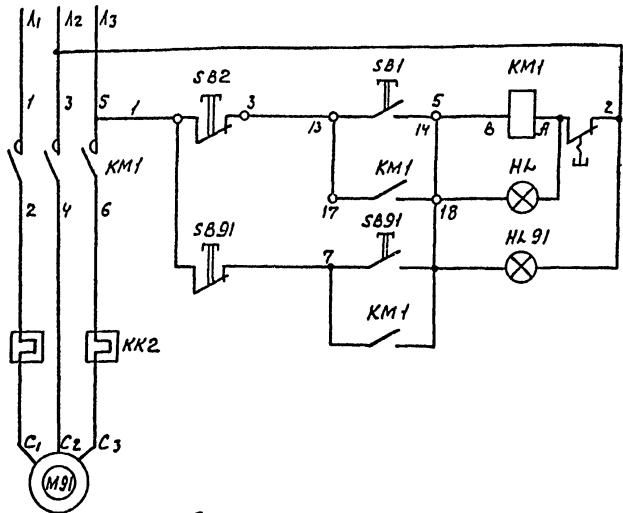 Л1 Л2 Л3
SB2
SB1
KM1
1 3 5 1
3
13
5
14
B
A
2
KM1
KM1
HL
2 4 6
17
18
SB91
SB91
HL91
7
KM1
KK2
C1 C2 C3
M91